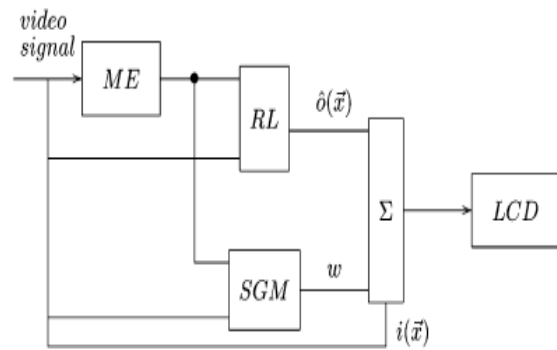 video
signal
ME
RL
ô(x⃗)
Σ
LCD
SGM
w
i(x⃗)